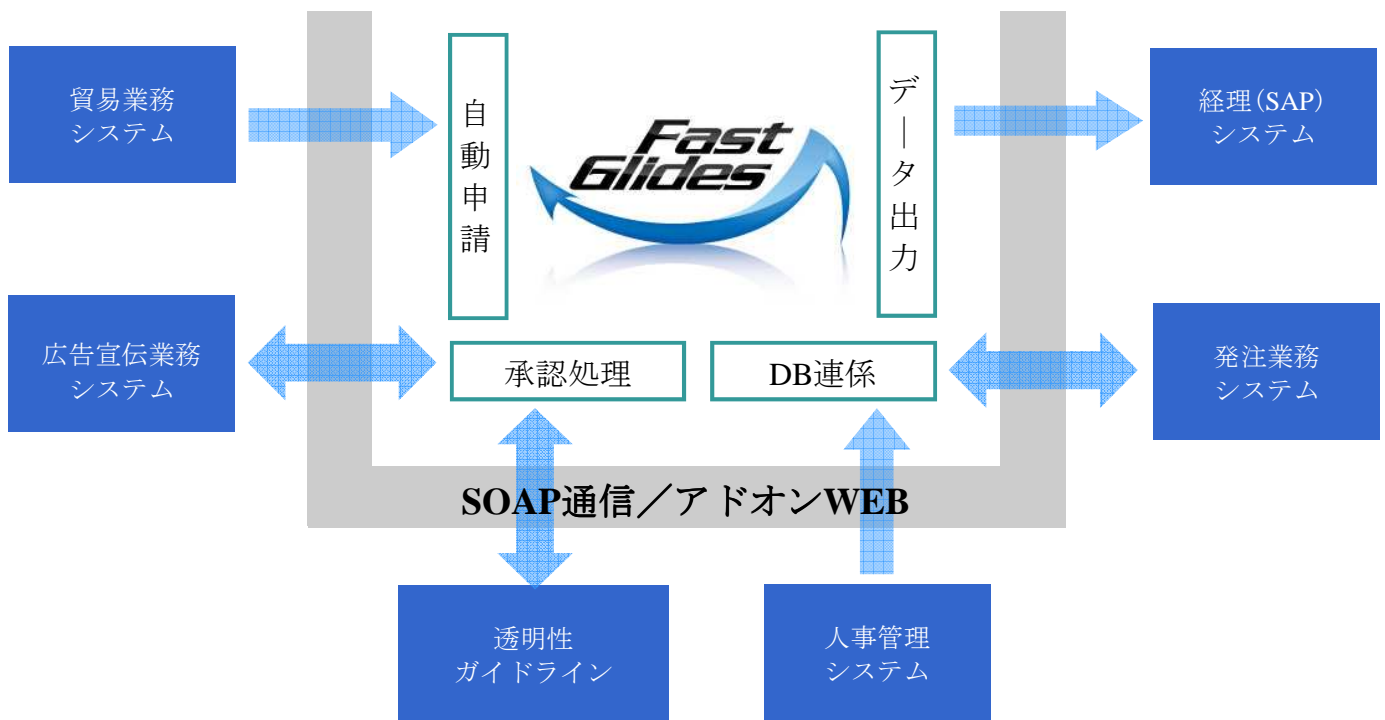 貿易業務
システム
自動申請
Fast
Glides
データ出力
経理(SAP)
システム
広告宣伝業務
システム
承認処理
DB連係
発注業務
システム
SOAP通信／アドオンWEB
透明性
ガイドライン
人事管理
システム